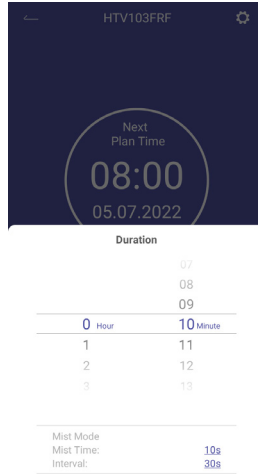 HTV103FRF
Next
Plan Time
08:00
05.07.2022
Duration
07
08
09
0 Hour 10 Minute
1 11
2 12
3 13
Mist Mode
Mist Time: 10s
Interval: 30s